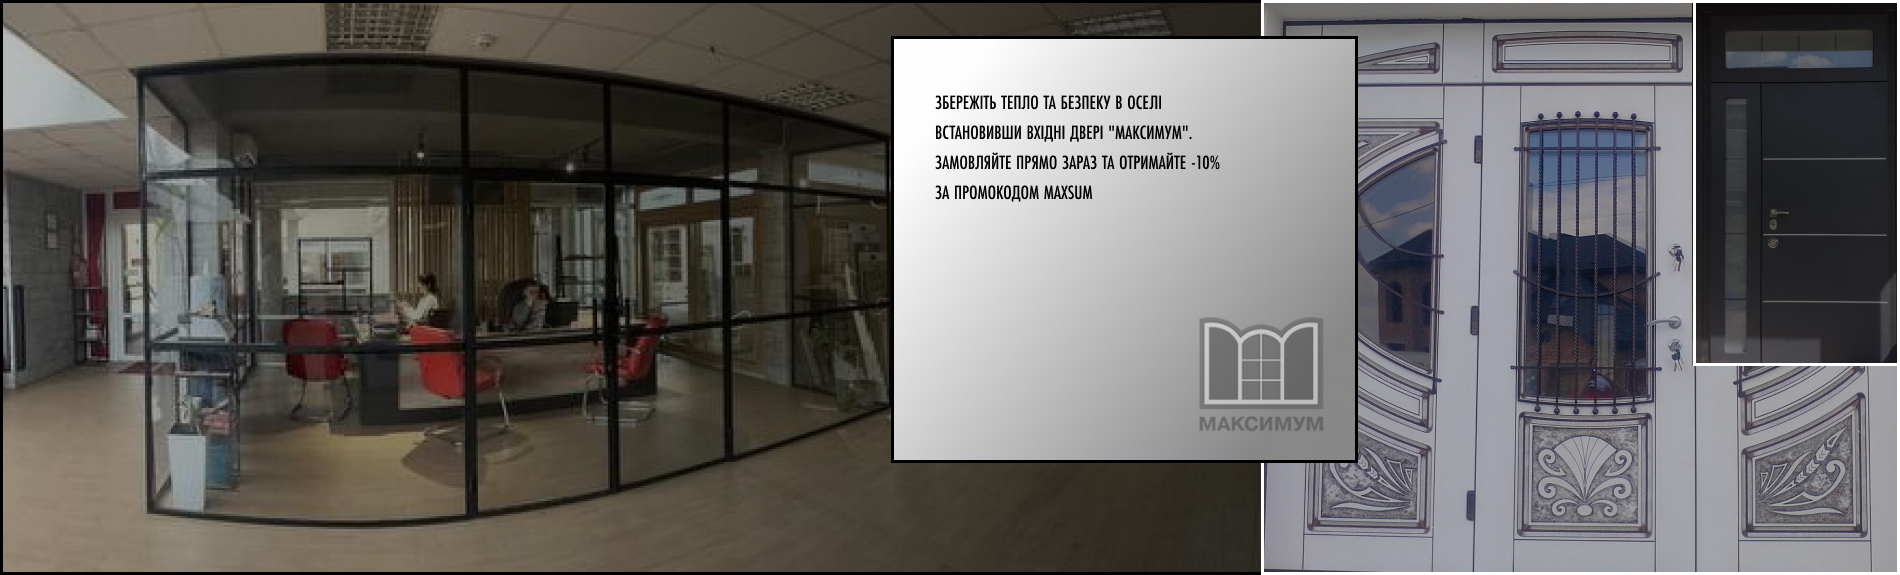 ЗБЕРЕЖІТЬ ТЕПЛО ТА БЕЗПЕКУ В ОСЕЛІ
ВСТАНОВИВШИ ВХІДНІ ДВЕРІ "МАКСИМУМ".
ЗАМОВЛЯЙТЕ ПРЯМО ЗАРАЗ ТА ОТРИМАЙТЕ -10%
ЗА ПРОМОКОДОМ MAXSUM
МАКСИМУМ